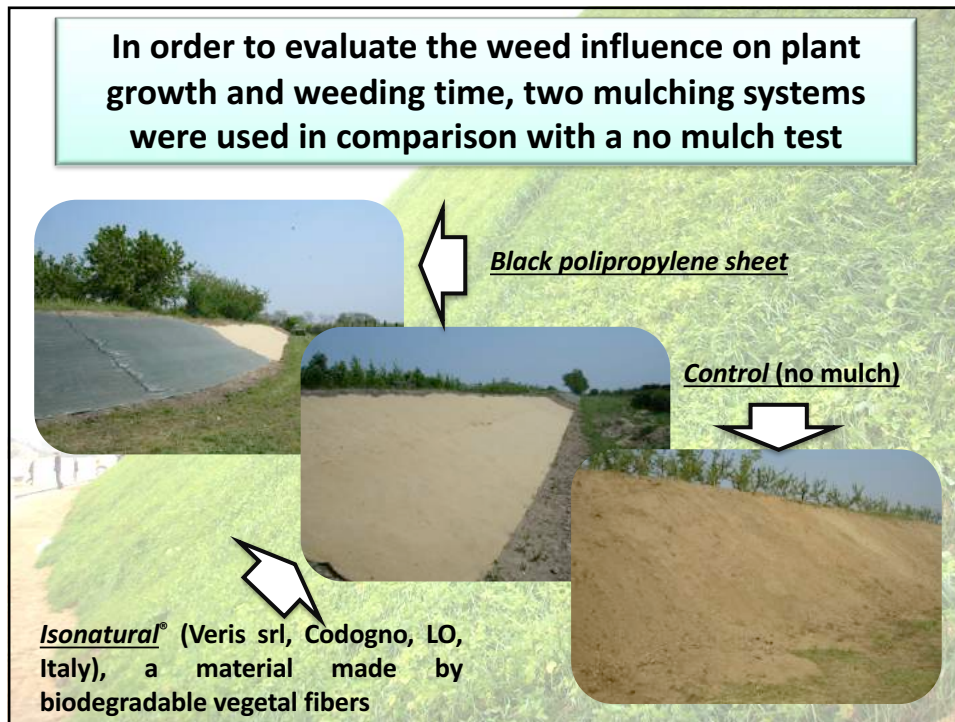 In order to evaluate the weed influence on plant
growth and weeding time, two mulching systems
were used in comparison with a no mulch test
Black polipropylene sheet
Control (no mulch)
Isonatural® (Veris srl, Codogno, LO,
Italy), a material made by
biodegradable vegetal fibers